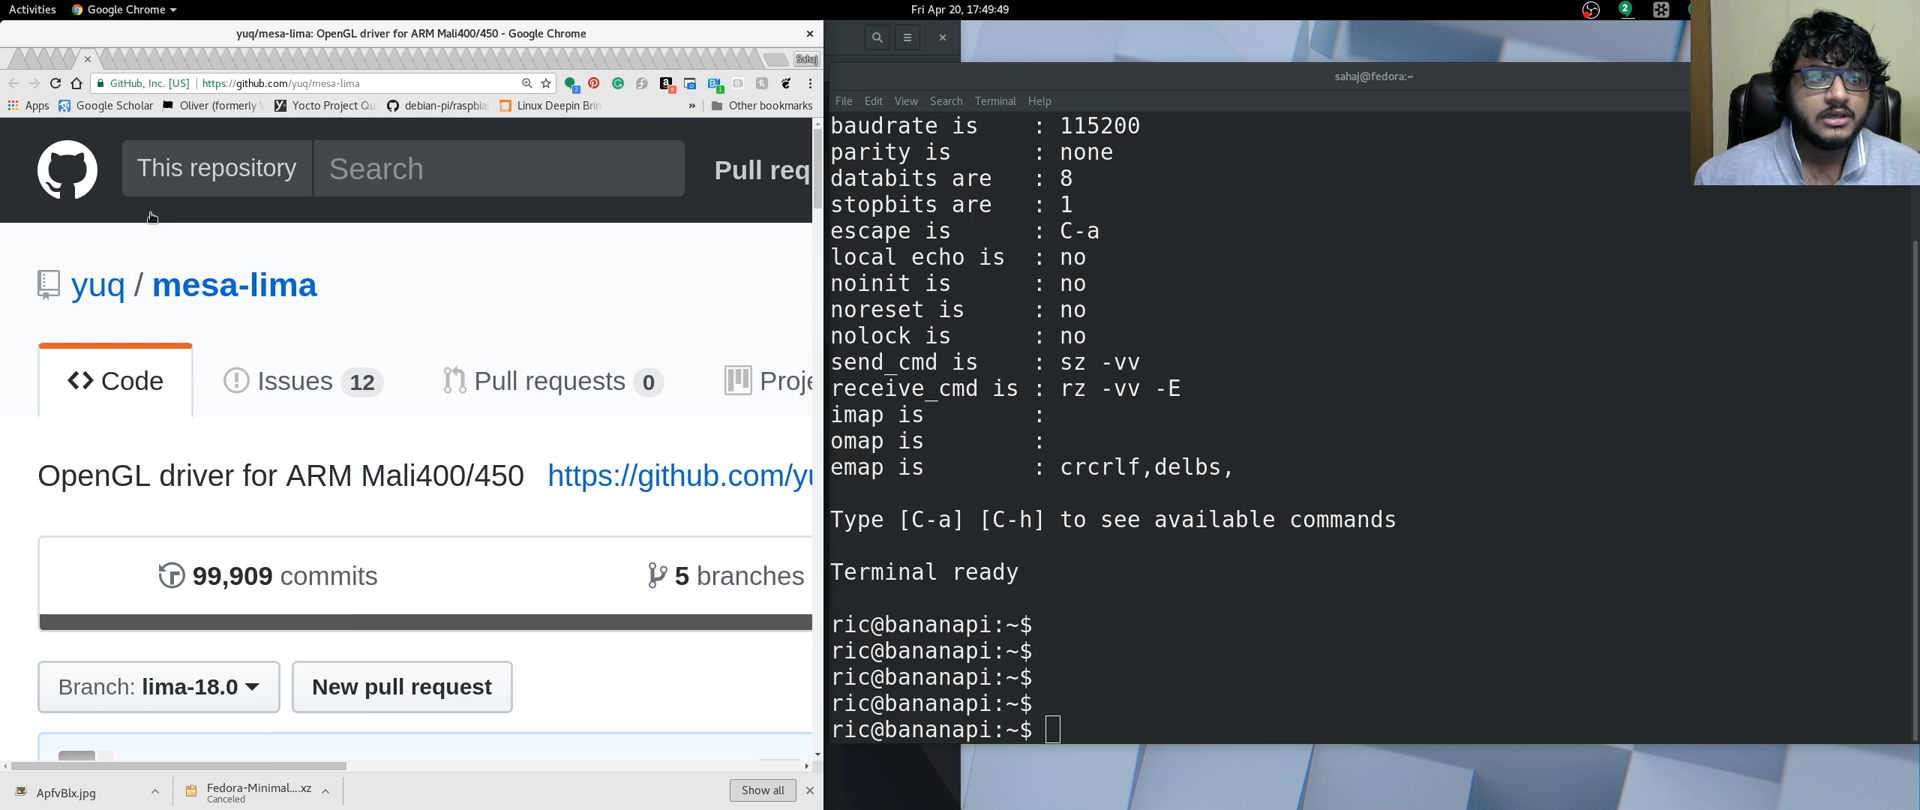 Activities Google Chrome Fri Apr 20, 17:49:49 2
yuq/mesa-lima: OpenGL driver for ARM Mali400/450 - Google Chrome
Sahaj
GitHub, Inc. [US] https://github.com/yuq/mesa-lima
Apps Google Scholar Oliver (formerly Yocto Project Qu debian-pi/raspbia Linux Deepin Brin » Other bookmarks
This repository Search Pull req
yuq / mesa-lima
Code Issues 12 Pull requests 0 Proje
OpenGL driver for ARM Mali400/450 https://github.com/yu
99,909 commits 5 branches
Branch: lima-18.0 New pull request
ApfvBlx.jpg Fedora-Minimal....xz Show all
Canceled
sahaj@fedora:~
File Edit View Search Terminal Help
baudrate is : 115200
parity is : none
databits are : 8
stopbits are : 1
escape is : C-a
local echo is : no
noinit is : no
noreset is : no
nolock is : no
send_cmd is : sz -vv
receive_cmd is : rz -vv -E
imap is :
omap is :
emap is : crcrlf,delbs,
Type [C-a] [C-h] to see available commands
Terminal ready
ric@bananapi:~$
ric@bananapi:~$
ric@bananapi:~$
ric@bananapi:~$
ric@bananapi:~$